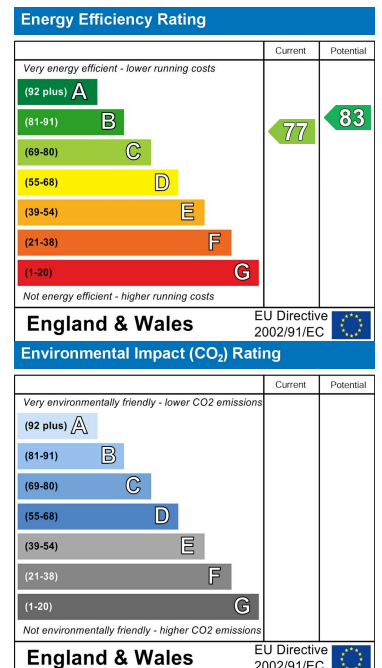 Energy Efficiency Rating
Current Potential
Very energy efficient - lower running costs
(92 plus) A
(81-91) B
(69-80) C
(55-68) D
(39-54) E
(21-38) F
(1-20) G
77 83
Not energy efficient - higher running costs
England & Wales
EU Directive
2002/91/EC
Environmental Impact (CO₂) Rating
Current Potential
Very environmentally friendly - lower CO2 emissions
(92 plus) A
(81-91) B
(69-80) C
(55-68) D
(39-54) E
(21-38) F
(1-20) G
Not environmentally friendly - higher CO2 emissions
England & Wales
EU Directive
2002/91/EC